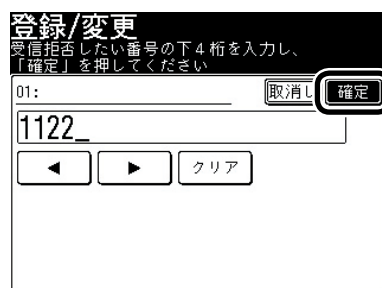 登録/変更
受信拒否したい番号の下4桁を入力し、
「確定」を押してください
01:
取消し 確定
1122_
◀ ▶ クリア